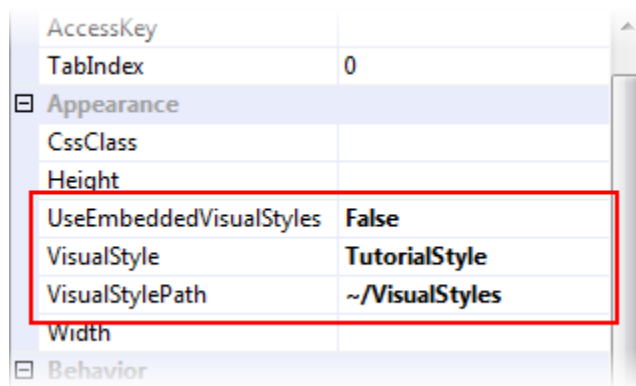 AccessKey
TabIndex 0
Appearance
CssClass
Height
UseEmbeddedVisualStyles False
VisualStyle TutorialStyle
VisualStylePath ~/VisualStyles
Width
Behavior